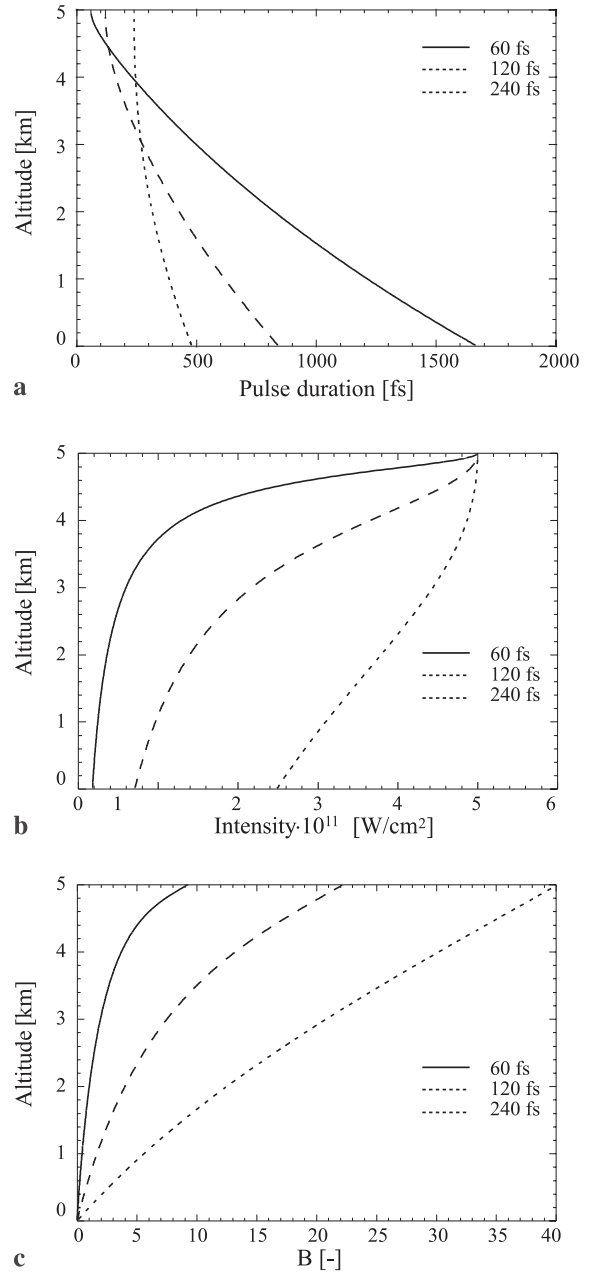 5
60 fs
120 fs
4
240 fs
Altitude [km]
3
2
1
0
0 500 1000 1500 2000
a Pulse duration [fs]
5
4
Altitude [km]
3
60 fs
2
120 fs
240 fs
1
0
0 1 2 3 4 5 6
b Intensity·10¹¹ [W/cm²]
5
4
Altitude [km]
3
60 fs
2
120 fs
240 fs
1
0
0 5 10 15 20 25 30 35 40
c B [-]